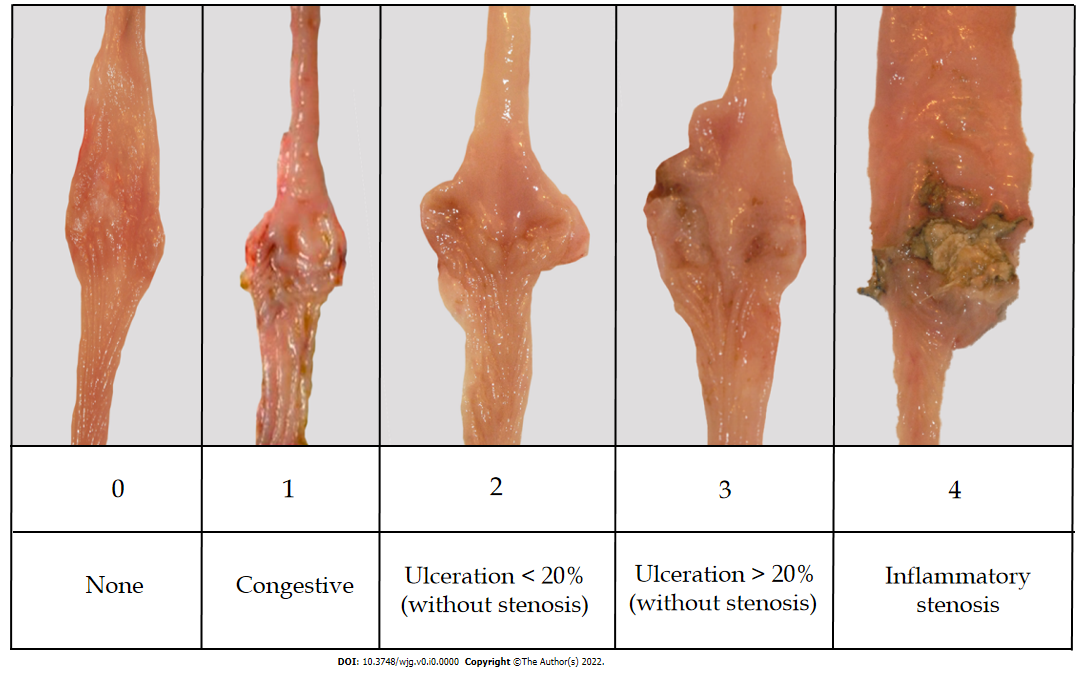 0
1
2
3
4
None
Congestive
Ulceration < 20%
(without stenosis)
Ulceration > 20%
(without stenosis)
Inflammatory
stenosis
DOI: 10.3748/wjg.v0.i0.0000 Copyright ©The Author(s) 2022.